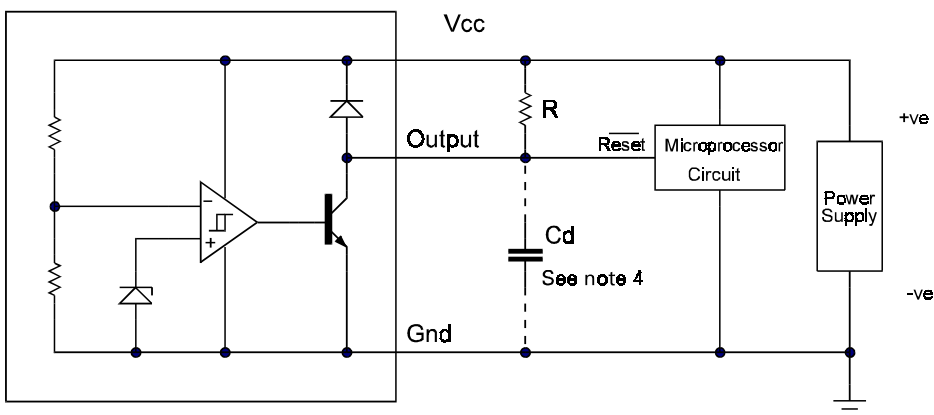 Vcc
R
+ve
Output
Reset
Microprocessor
Circuit
Power
Supply
−
+
Cd
See note 4
-ve
Gnd